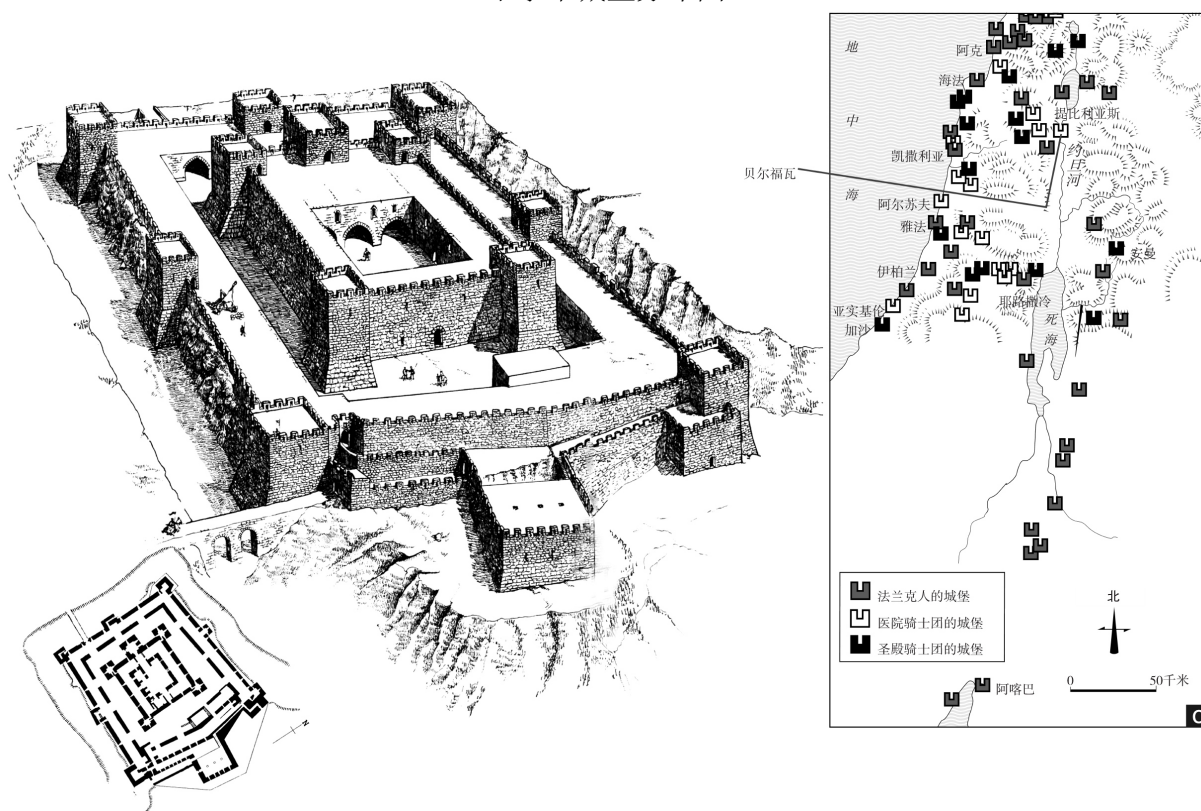 地
中
海
阿克
海法
提比利亚斯
凯撒利亚
约旦河
贝尔福瓦
阿尔苏夫
雅法
安曼
伊柏兰
耶路撒冷
亚实基伦
加沙
死海
法兰克人的城堡
医院骑士团的城堡
圣殿骑士团的城堡
北
0 50千米
阿喀巴
N